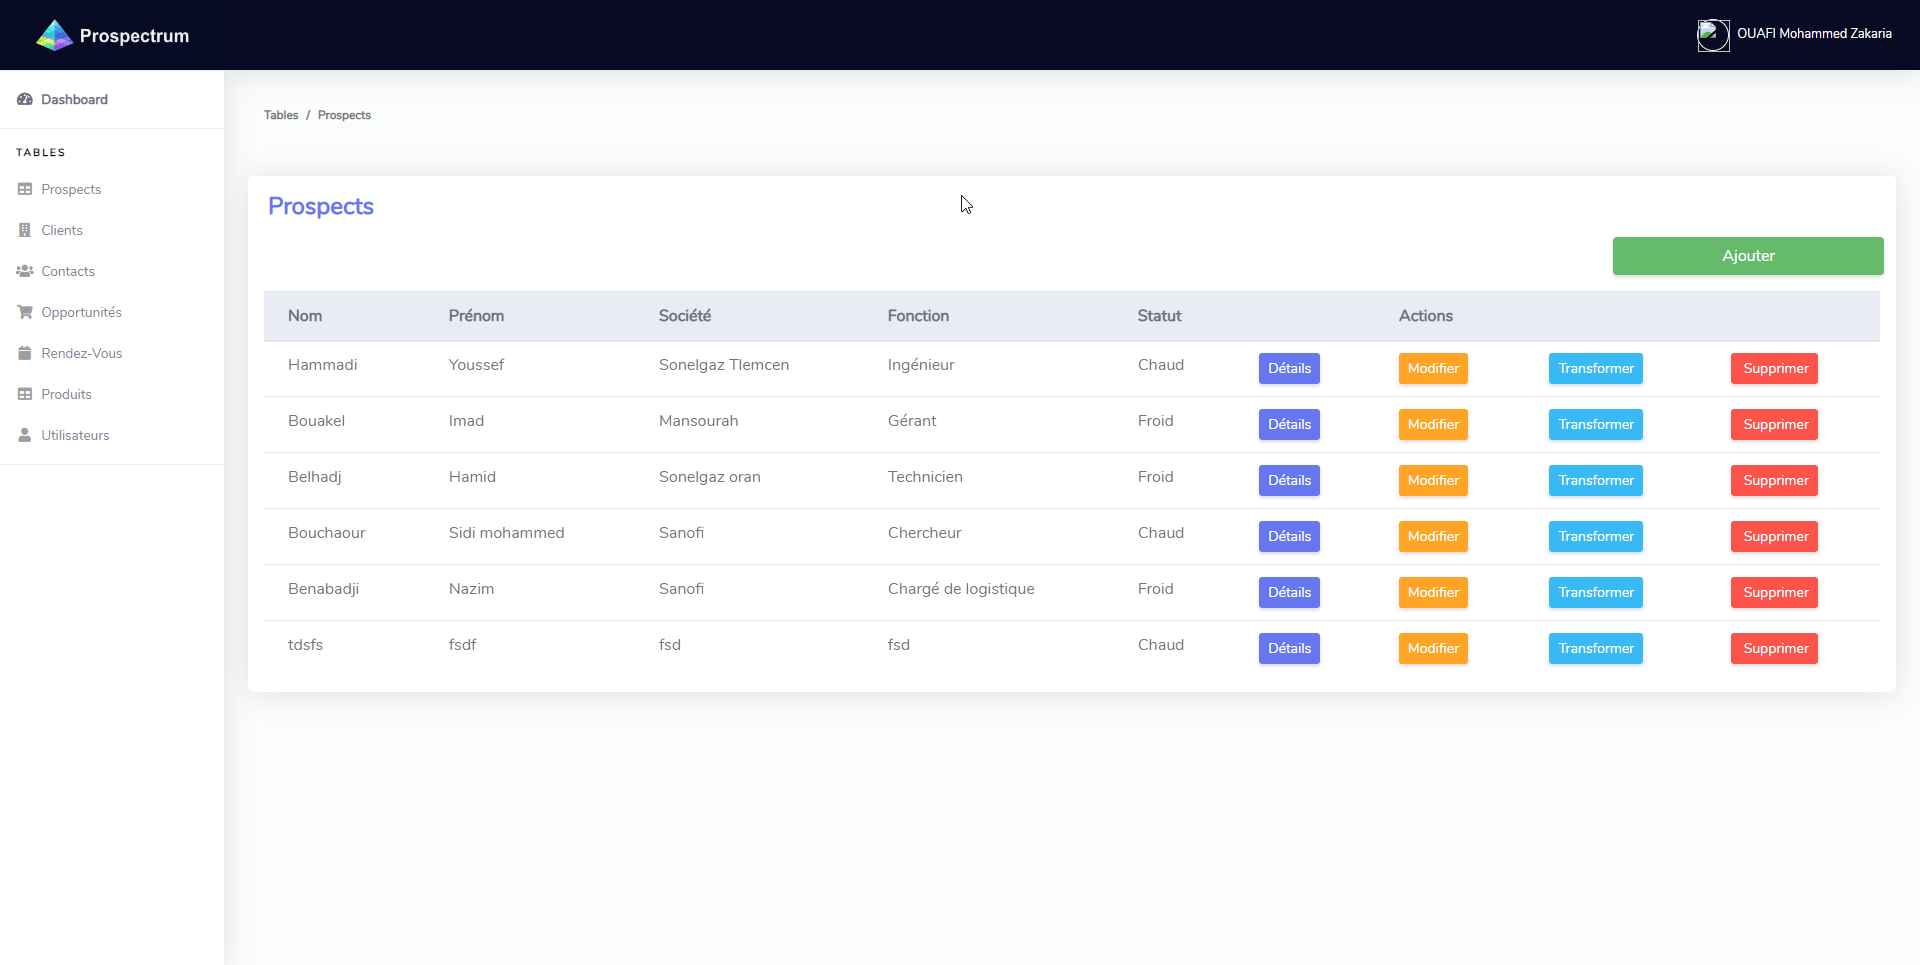 Prospectrum
OUAFI Mohammed Zakaria
Dashboard
TABLES
Prospects
Clients
Contacts
Opportunités
Rendez-Vous
Produits
Utilisateurs
Tables / Prospects
Prospects
Ajouter
Nom Prénom Société Fonction Statut Actions
Hammadi Youssef Sonelgaz Tlemcen Ingénieur Chaud Détails Modifier Transformer Supprimer
Bouakel Imad Mansourah Gérant Froid Détails Modifier Transformer Supprimer
Belhadj Hamid Sonelgaz oran Technicien Froid Détails Modifier Transformer Supprimer
Bouchaour Sidi mohammed Sanofi Chercheur Chaud Détails Modifier Transformer Supprimer
Benabadji Nazim Sanofi Chargé de logistique Froid Détails Modifier Transformer Supprimer
tdsfs fsdf fsd fsd Chaud Détails Modifier Transformer Supprimer